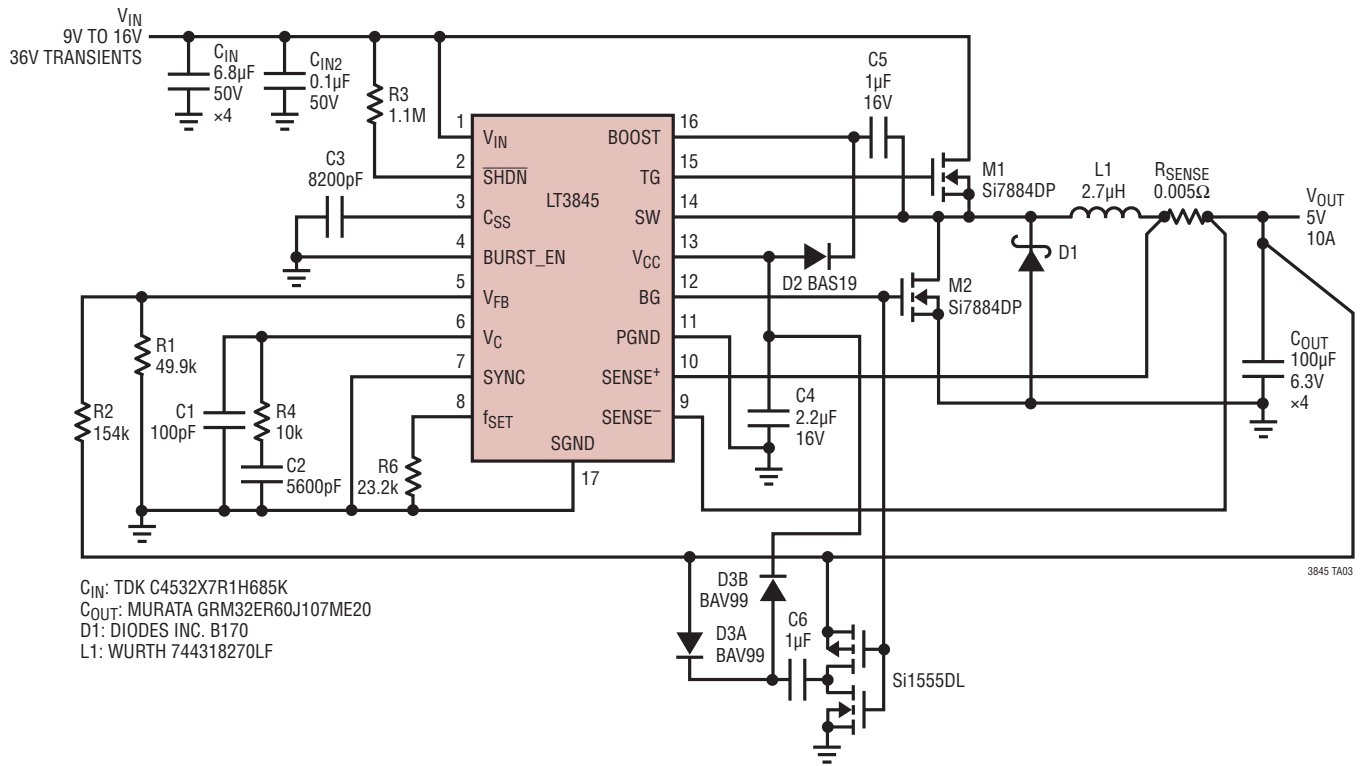 VIN
9V TO 16V
36V TRANSIENTS
CIN
6.8µF
50V
×4
CIN2
0.1µF
50V
R3
1.1M
C3
8200pF
1
2
3
4
5
6
7
8
VIN
SHDN
CSS
BURST_EN
VFB
VC
SYNC
fSET
LT3845
SGND
17
BOOST
TG
SW
VCC
BG
PGND
SENSE+
SENSE–
16
15
14
13
12
11
10
9
C5
1µF
16V
M1
Si7884DP
L1
2.7µH
RSENSE
0.005Ω
VOUT
5V
10A
D2 BAS19
M2
Si7884DP
D1
COUT
100µF
6.3V
×4
C4
2.2µF
16V
R1
49.9k
R2
154k
C1
100pF
R4
10k
C2
5600pF
R6
23.2k
3845 TA03
D3B
BAV99
D3A
BAV99
C6
1µF
Si1555DL
CIN: TDK C4532X7R1H685K
COUT: MURATA GRM32ER60J107ME20
D1: DIODES INC. B170
L1: WURTH 744318270LF